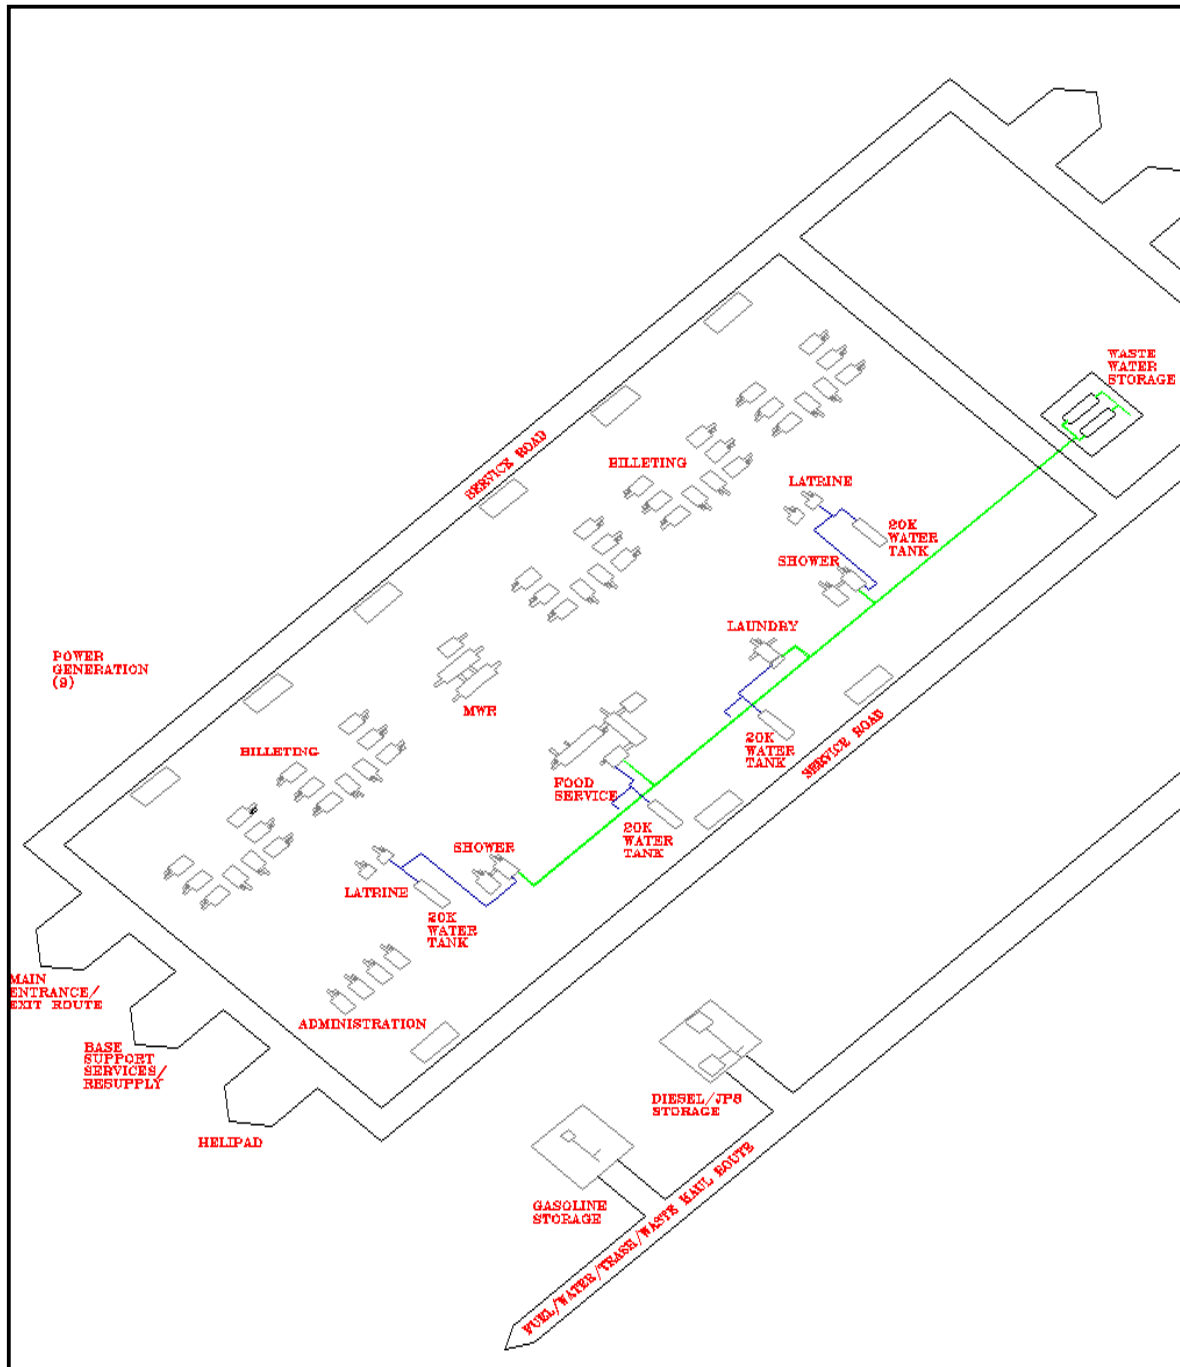 WASTE
WATER
STORAGE
SERVICE ROAD
BILLETING
LATRINE
20K
WATER
TANK
SHOWER
LAUNDRY
POWER
GENERATION
(9)
MWR
20K
WATER
TANK
SERVICE ROAD
BILLETING
FOOD
SERVICE
20K
WATER
TANK
SHOWER
LATRINE
20K
WATER
TANK
MAIN
ENTRANCE/
EXIT ROUTE
ADMINISTRATION
BASE
SUPPORT
SERVICES/
RESUPPLY
HELIPAD
DIESEL/JP8
STORAGE
GASOLINE
STORAGE
FUEL/WATER/TRASH/WASTE HAUL ROUTE